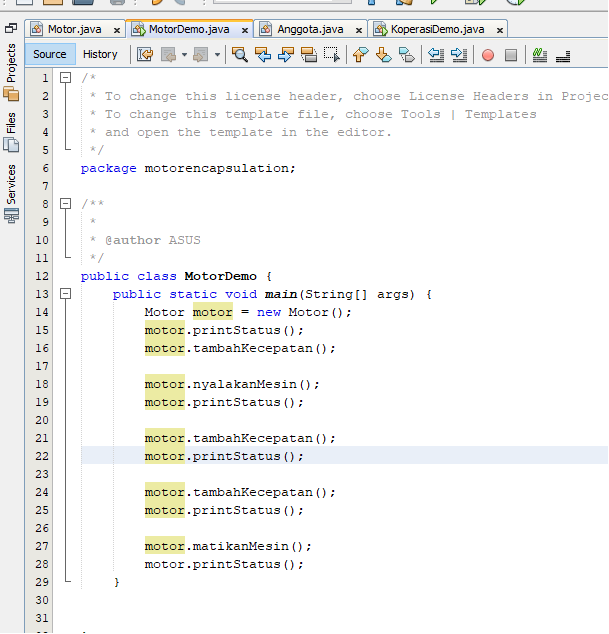 Motor.java x MotorDemo.java x Anggota.java x KoperasiDemo.java x
Source History
Projects
Files
Services
1 /*
2 * To change this license header, choose License Headers in Projec
3 * To change this template file, choose Tools | Templates
4 * and open the template in the editor.
5 */
6 package motorencapsulation;
7
8 /**
9 *
10 * @author ASUS
11 */
12 public class MotorDemo {
13 public static void main(String[] args) {
14 Motor motor = new Motor();
15 motor.printStatus();
16 motor.tambahKecepatan();
17
18 motor.nyalakanMesin();
19 motor.printStatus();
20
21 motor.tambahKecepatan();
22 motor.printStatus();
23
24 motor.tambahKecepatan();
25 motor.printStatus();
26
27 motor.matikanMesin();
28 motor.printStatus();
29 }
30
31